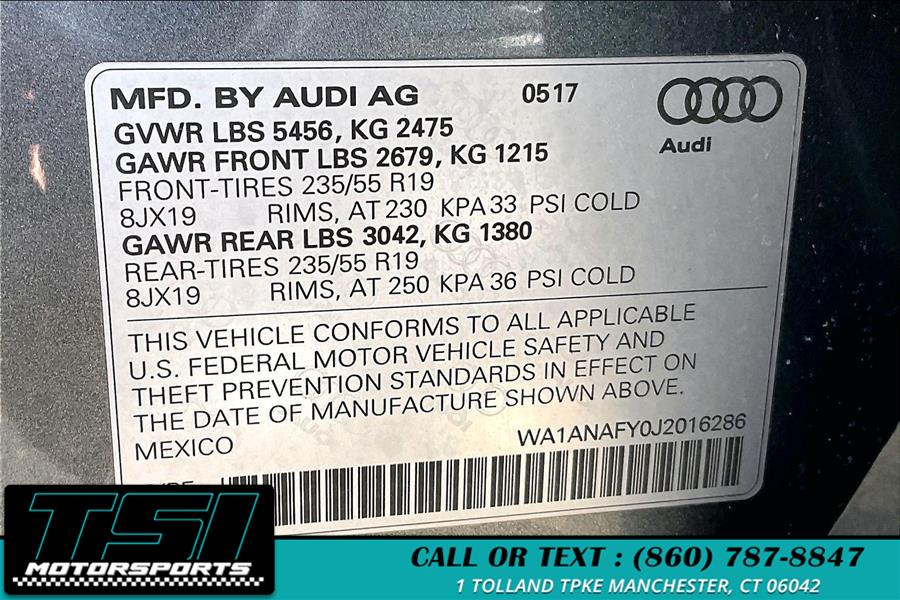 MFD. BY AUDI AG 0517
Audi
GVWR LBS 5456, KG 2475
GAWR FRONT LBS 2679, KG 1215
FRONT-TIRES 235/55 R19
8JX19 RIMS, AT 230 KPA 33 PSI COLD
GAWR REAR LBS 3042, KG 1380
REAR-TIRES 235/55 R19
8JX19 RIMS, AT 250 KPA 36 PSI COLD
THIS VEHICLE CONFORMS TO ALL APPLICABLE
U.S. FEDERAL MOTOR VEHICLE SAFETY AND
THEFT PREVENTION STANDARDS IN EFFECT ON
THE DATE OF MANUFACTURE SHOWN ABOVE.
MEXICO WA1ANAFY0J2016286
TSI
MOTORSPORTS
CALL OR TEXT : (860) 787-8847
1 TOLLAND TPKE MANCHESTER, CT 06042